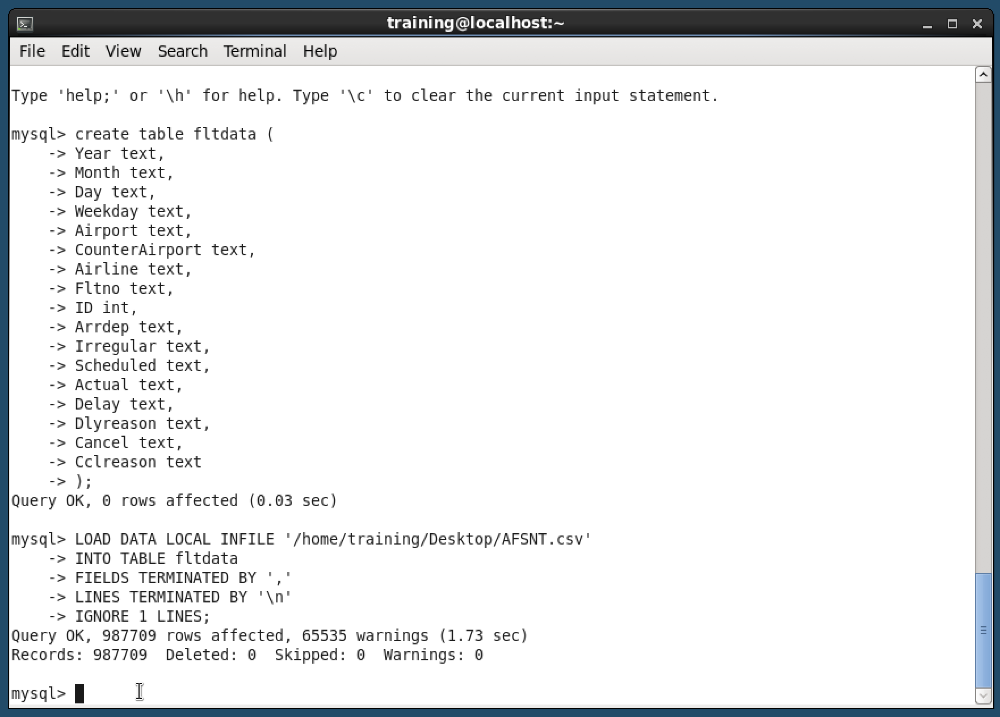 training@localhost:~
File Edit View Search Terminal Help
Type 'help;' or '\h' for help. Type '\c' to clear the current input statement.
mysql> create table fltdata (
    -> Year text,
    -> Month text,
    -> Day text,
    -> Weekday text,
    -> Airport text,
    -> CounterAirport text,
    -> Airline text,
    -> Fltno text,
    -> ID int,
    -> Arrdep text,
    -> Irregular text,
    -> Scheduled text,
    -> Actual text,
    -> Delay text,
    -> Dlyreason text,
    -> Cancel text,
    -> Cclreason text
    -> );
Query OK, 0 rows affected (0.03 sec)
mysql> LOAD DATA LOCAL INFILE '/home/training/Desktop/AFSNT.csv'
    -> INTO TABLE fltdata
    -> FIELDS TERMINATED BY ','
    -> LINES TERMINATED BY '\n'
    -> IGNORE 1 LINES;
Query OK, 987709 rows affected, 65535 warnings (1.73 sec)
Records: 987709  Deleted: 0  Skipped: 0  Warnings: 0
mysql>